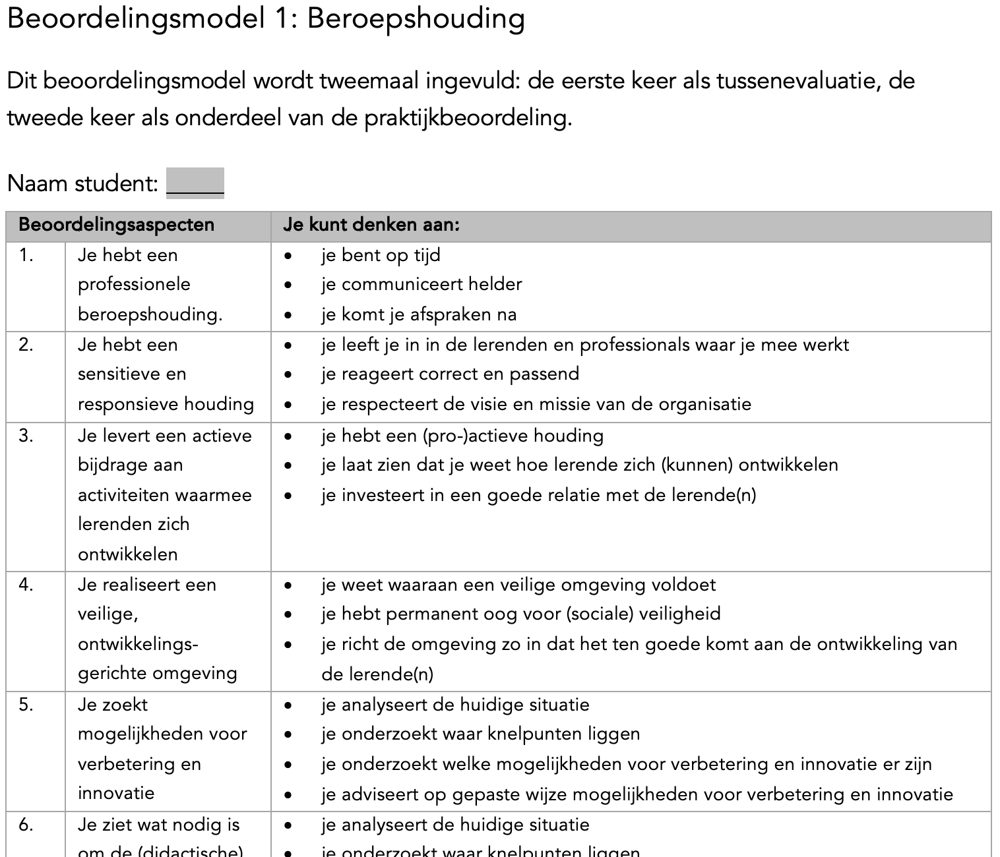 Beoordelingsmodel 1: Beroepshouding
Dit beoordelingsmodel wordt tweemaal ingevuld: de eerste keer als tussenevaluatie, de
tweede keer als onderdeel van de praktijkbeoordeling.
Naam student:
Beoordelingsaspecten
Je kunt denken aan:
1.
Je hebt een
professionele
beroepshouding.
• je bent op tijd
• je communiceert helder
• je komt je afspraken na
2.
Je hebt een
sensitieve en
responsieve houding
• je leeft je in in de lerenden en professionals waar je mee werkt
• je reageert correct en passend
• je respecteert de visie en missie van de organisatie
3.
Je levert een actieve
bijdrage aan
activiteiten waarmee
lerenden zich
ontwikkelen
• je hebt een (pro-)actieve houding
• je laat zien dat je weet hoe lerende zich (kunnen) ontwikkelen
• je investeert in een goede relatie met de lerende(n)
4.
Je realiseert een
veilige,
ontwikkelings-
gerichte omgeving
• je weet waaraan een veilige omgeving voldoet
• je hebt permanent oog voor (sociale) veiligheid
• je richt de omgeving zo in dat het ten goede komt aan de ontwikkeling van
de lerende(n)
5.
Je zoekt
mogelijkheden voor
verbetering en
innovatie
• je analyseert de huidige situatie
• je onderzoekt waar knelpunten liggen
• je onderzoekt welke mogelijkheden voor verbetering en innovatie er zijn
• je adviseert op gepaste wijze mogelijkheden voor verbetering en innovatie
6.
Je ziet wat nodig is
om de (didactische)
• je analyseert de huidige situatie
• je onderzoekt waar knelpunten liggen